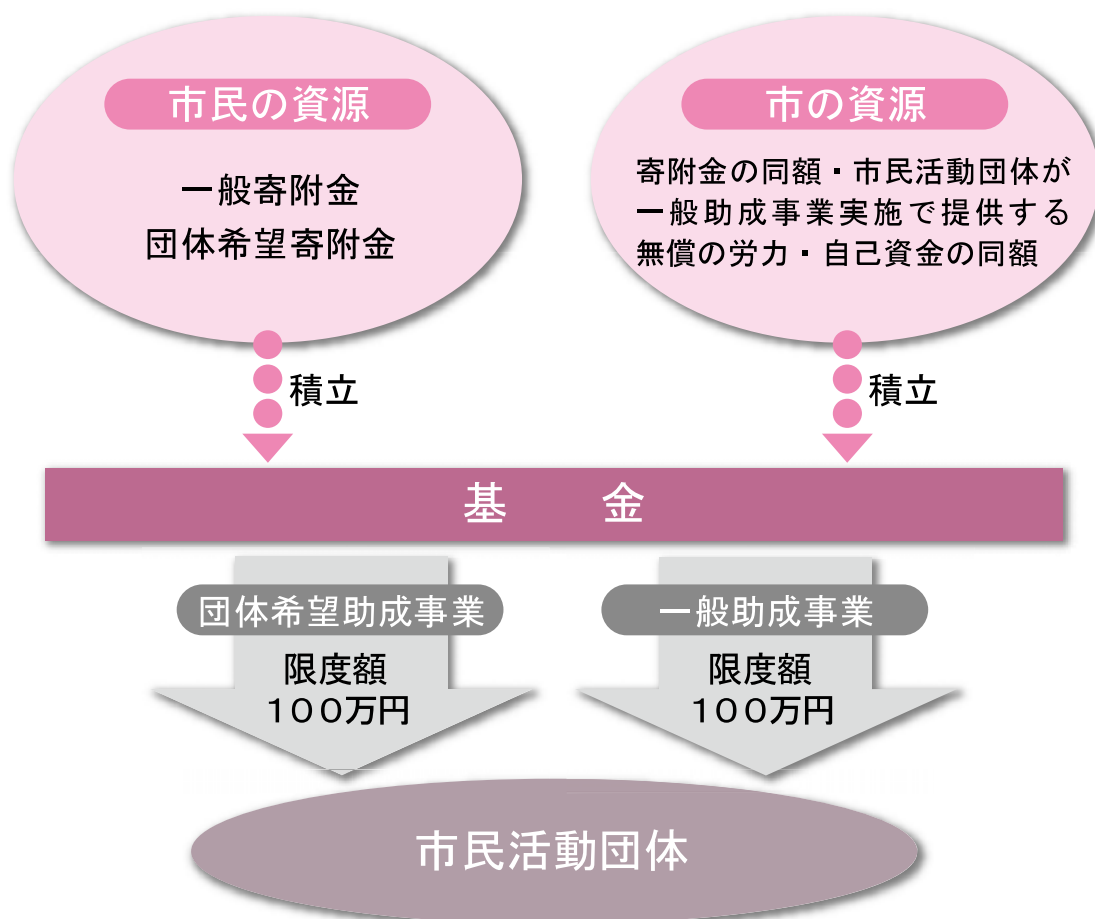 市民の資源
一般寄附金
団体希望寄附金
市の資源
寄附金の同額・市民活動団体が
一般助成事業実施で提供する
無償の労力・自己資金の同額
積立
積立
基　金
団体希望助成事業
限度額
１００万円
一般助成事業
限度額
１００万円
市民活動団体